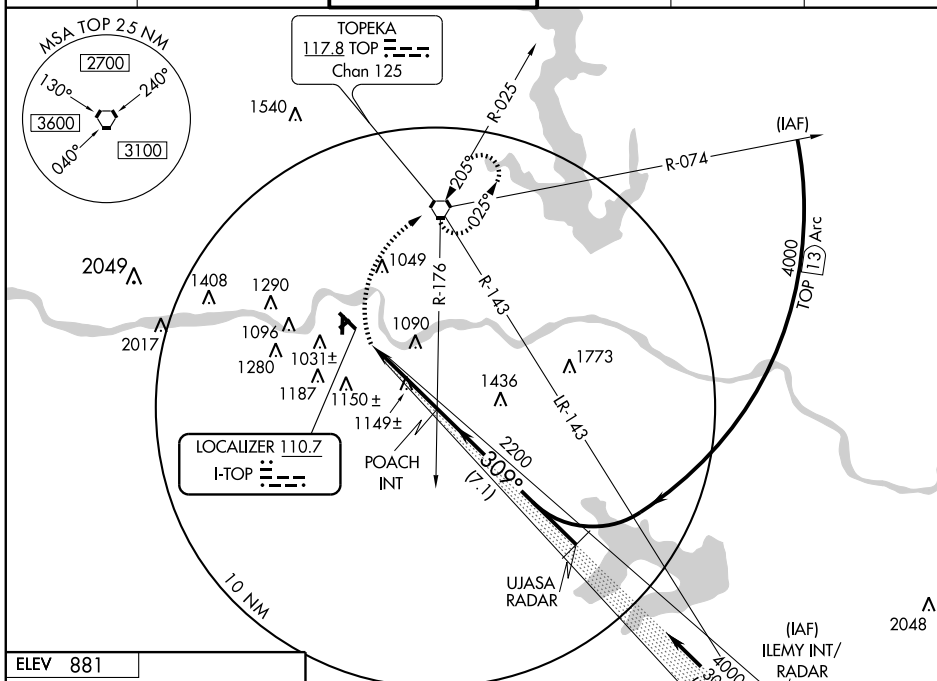 MSA TOP 25 NM
2700
130°
240°
3600
040°
3100
TOPEKA
117.8 TOP
Chan 125
1540
R-025
(IAF)
R-074
205°
025°
4000
TOP 13 Arc
2049
1408
1290
1049
R-176
R-143
2017
1096
1090
1280
1031±
1773
1187
1150±
1436
1149±
LR-143
LOCALIZER 110.7
I-TOP
POACH
INT
2200
309°
(7.1)
UJASA
RADAR
10 NM
2048
(IAF)
ILEMY INT/
RADAR
4000
ELEV 881